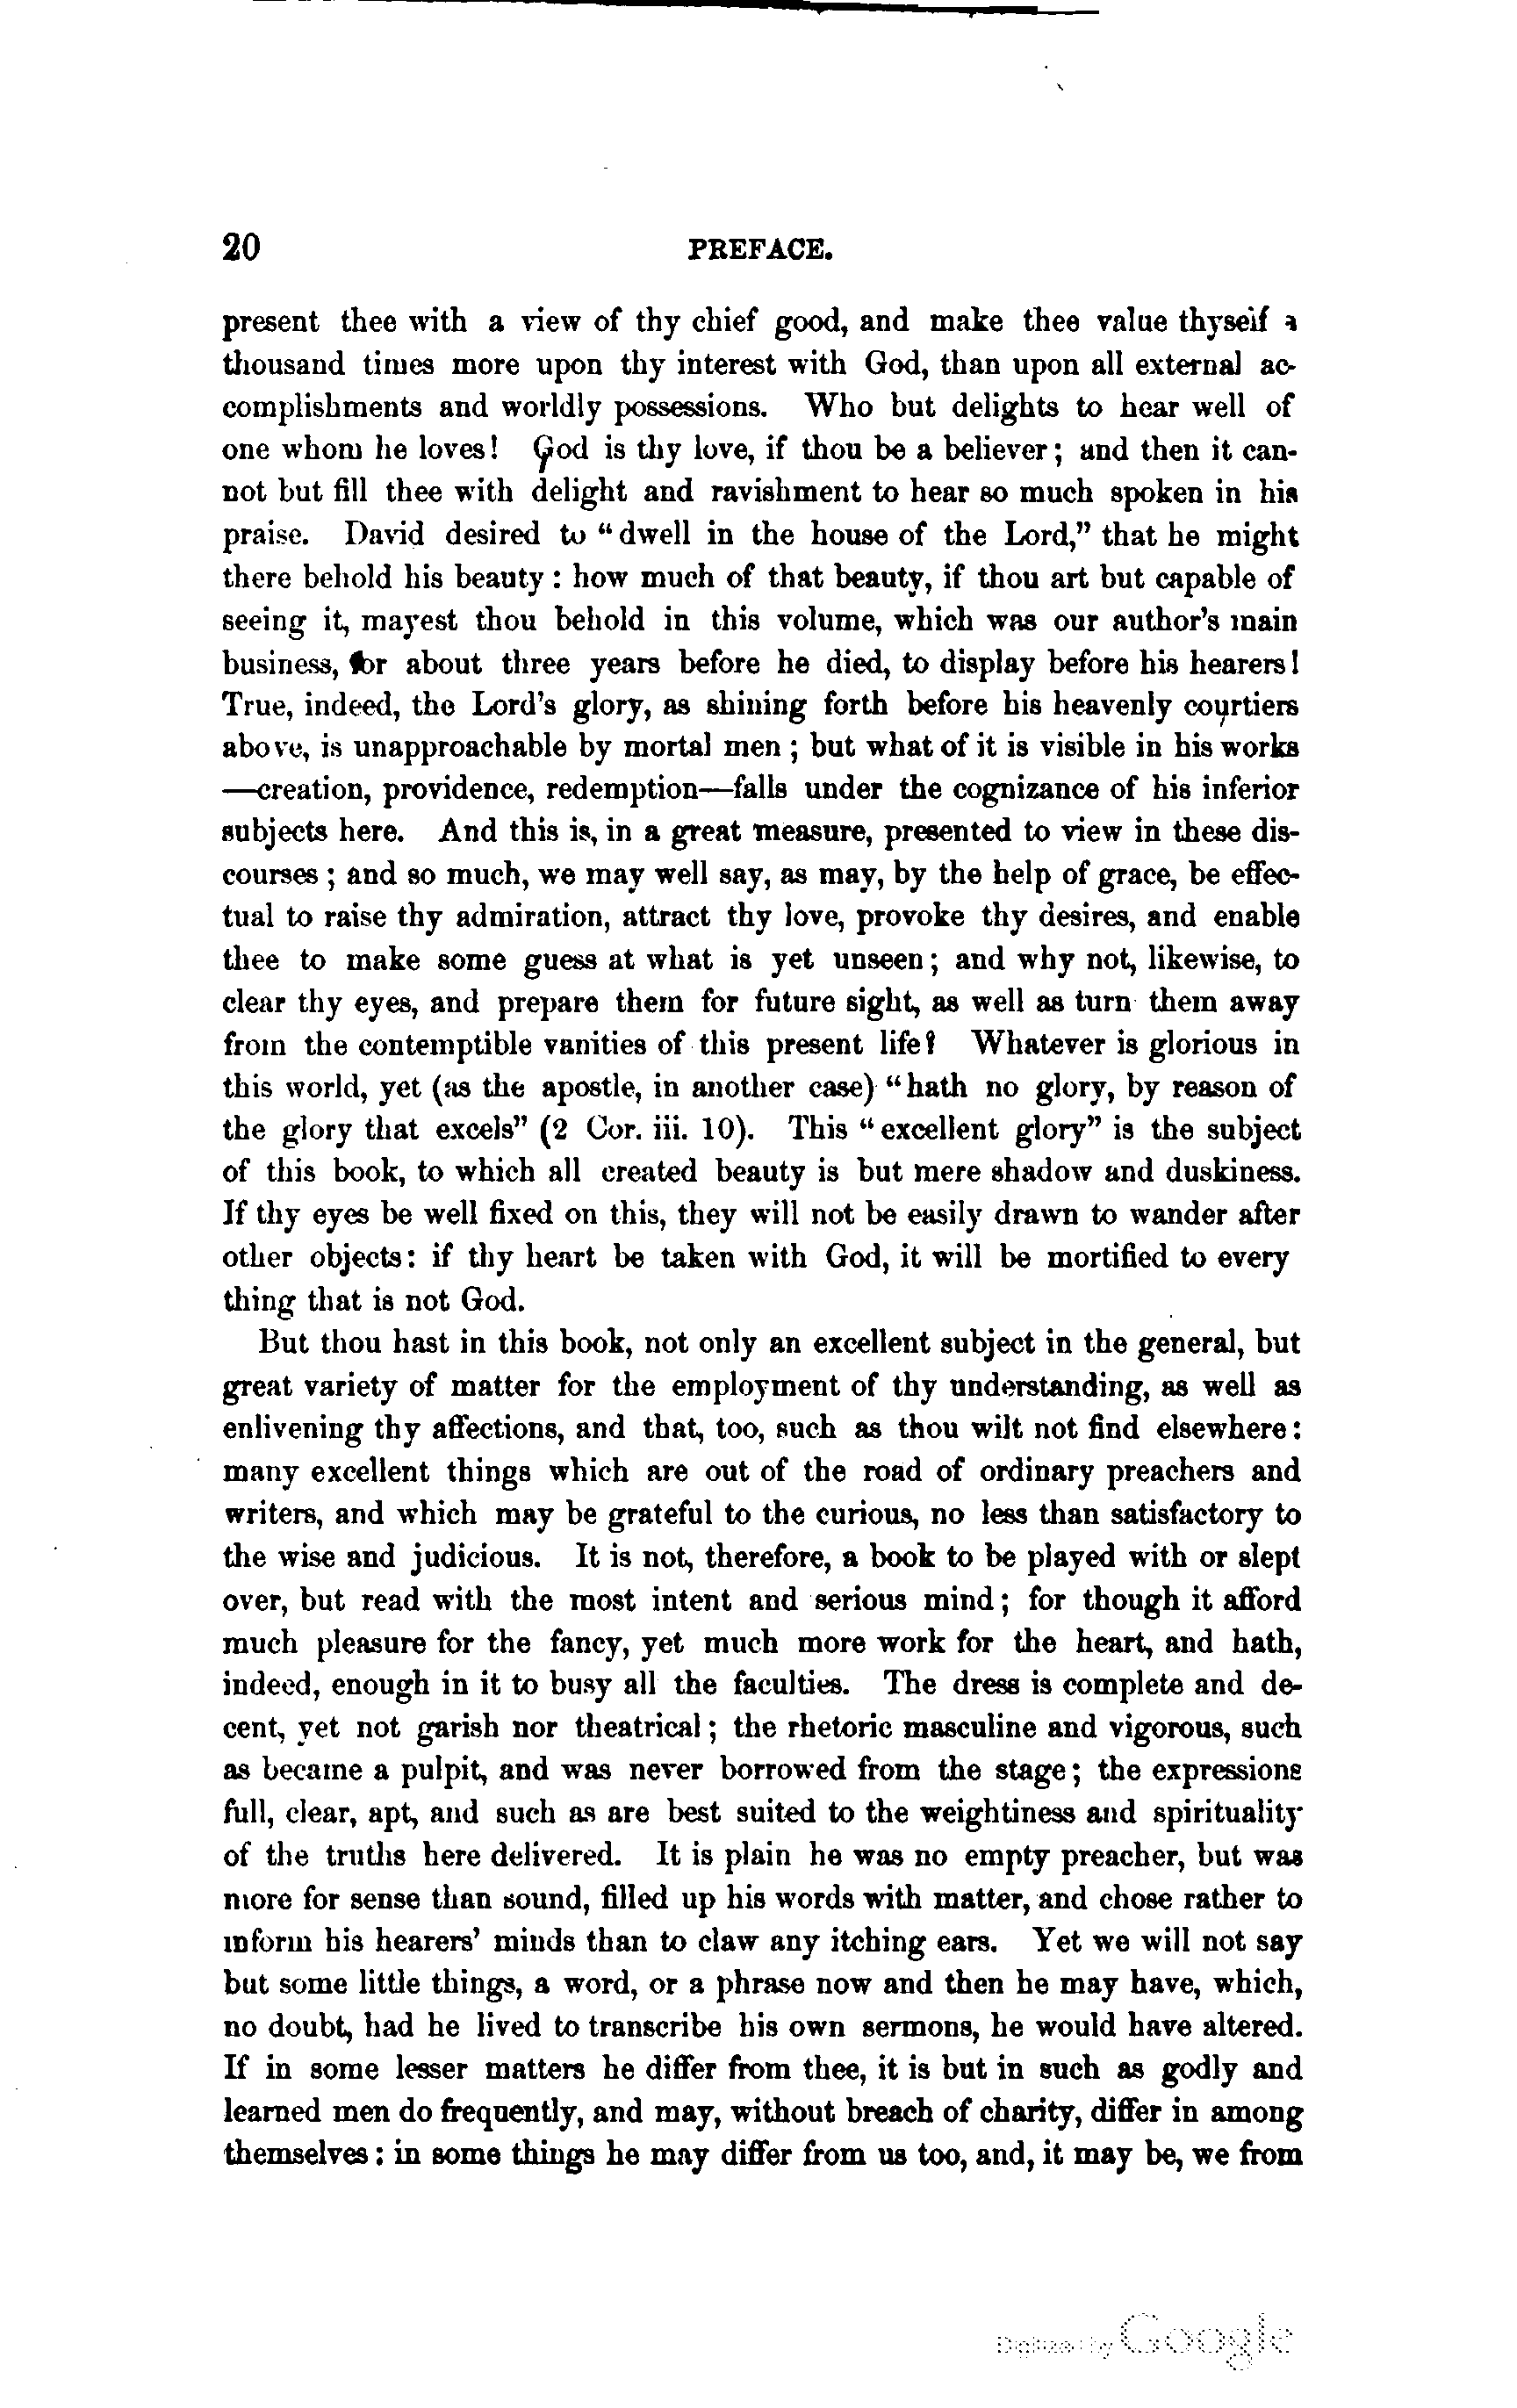 20 PREFACE.
present thee with a view of thy chief good, and make thee value thyself a
thousand times more upon thy interest with God, than upon all external ac-
complishments and worldly possessions. Who but delights to hear well of
one whom he loves! God is thy love, if thou be a believer; and then it can-
not but fill thee with delight and ravishment to hear so much spoken in his
praise. David desired to “dwell in the house of the Lord,” that he might
there behold his beauty: how much of that beauty, if thou art but capable of
seeing it, mayest thou behold in this volume, which was our author's main
business, for about three years before he died, to display before his hearers!
True, indeed, the Lord's glory, as shining forth before his heavenly courtiers
above, is unapproachable by mortal men; but what of it is visible in his works
—creation, providence, redemption—falls under the cognizance of his inferior
subjects here. And this is, in a great measure, presented to view in these dis-
courses; and so much, we may well say, as may, by the help of grace, be effec-
tual to raise thy admiration, attract thy love, provoke thy desires, and enable
thee to make some guess at what is yet unseen; and why not, likewise, to
clear thy eyes, and prepare them for future sight, as well as turn them away
from the contemptible vanities of this present life? Whatever is glorious in
this world, yet (as the apostle, in another case) “hath no glory, by reason of
the glory that excels” (2 Cor. iii. 10). This “excellent glory” is the subject
of this book, to which all created beauty is but mere shadow and duskiness.
If thy eyes be well fixed on this, they will not be easily drawn to wander after
other objects: if thy heart be taken with God, it will be mortified to every
thing that is not God.
But thou hast in this book, not only an excellent subject in the general, but
great variety of matter for the employment of thy understanding, as well as
enlivening thy affections, and that, too, such as thou wilt not find elsewhere:
many excellent things which are out of the road of ordinary preachers and
writers, and which may be grateful to the curious, no less than satisfactory to
the wise and judicious. It is not, therefore, a book to be played with or slept
over, but read with the most intent and serious mind; for though it afford
much pleasure for the fancy, yet much more work for the heart, and hath,
indeed, enough in it to busy all the faculties. The dress is complete and de-
cent, yet not garish nor theatrical; the rhetoric masculine and vigorous, such
as became a pulpit, and was never borrowed from the stage; the expressions
full, clear, apt, and such as are best suited to the weightiness and spirituality
of the truths here delivered. It is plain he was no empty preacher, but was
more for sense than sound, filled up his words with matter, and chose rather to
inform his hearers' minds than to claw any itching ears. Yet we will not say
but some little things, a word, or a phrase now and then he may have, which,
no doubt, had he lived to transcribe his own sermons, he would have altered.
If in some lesser matters he differ from thee, it is but in such as godly and
learned men do frequently, and may, without breach of charity, differ in among
themselves: in some things he may differ from us too, and, it may be, we from
Digitized by Google